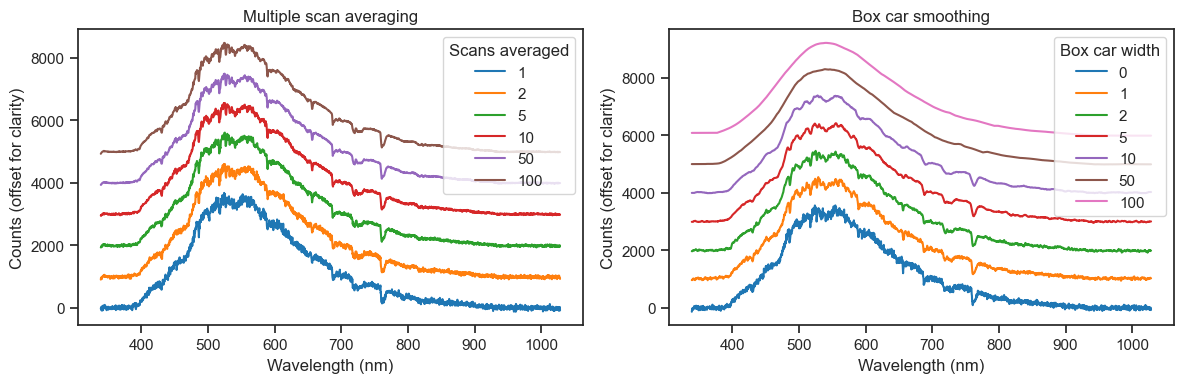 Multiple scan averaging
Counts (offset for clarity)
8000
6000
4000
2000
0
400 500 600 700 800 900 1000
Wavelength (nm)
Scans averaged
1
2
5
10
50
100
Box car smoothing
Counts (offset for clarity)
8000
6000
4000
2000
0
400 500 600 700 800 900 1000
Wavelength (nm)
Box car width
0
1
2
5
10
50
100